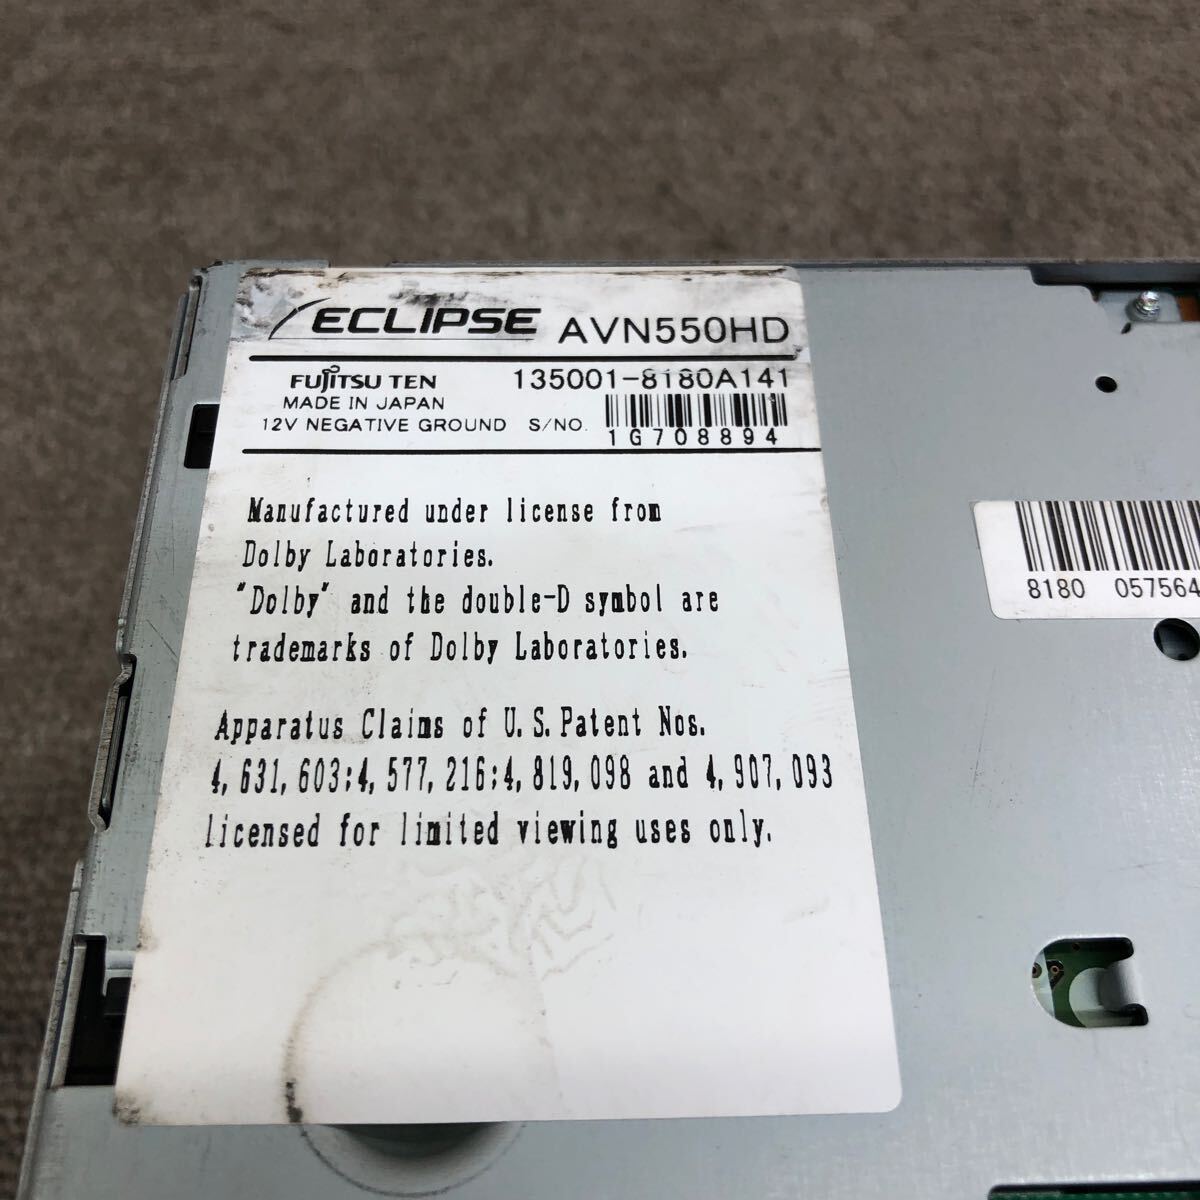 ECLIPSE AVN550HD
FUJITSU TEN 135001-8180A141
MADE IN JAPAN
12V NEGATIVE GROUND S/NO.
1G708894
Manufactured under license from
Dolby Laboratories.
"Dolby" and the double-D symbol are
trademarks of Dolby Laboratories.
Apparatus Claims of U.S.Patent Nos.
4,631,603;4,577,216;4,819,098 and 4,907,093
licensed for limited viewing uses only.
8180 057564